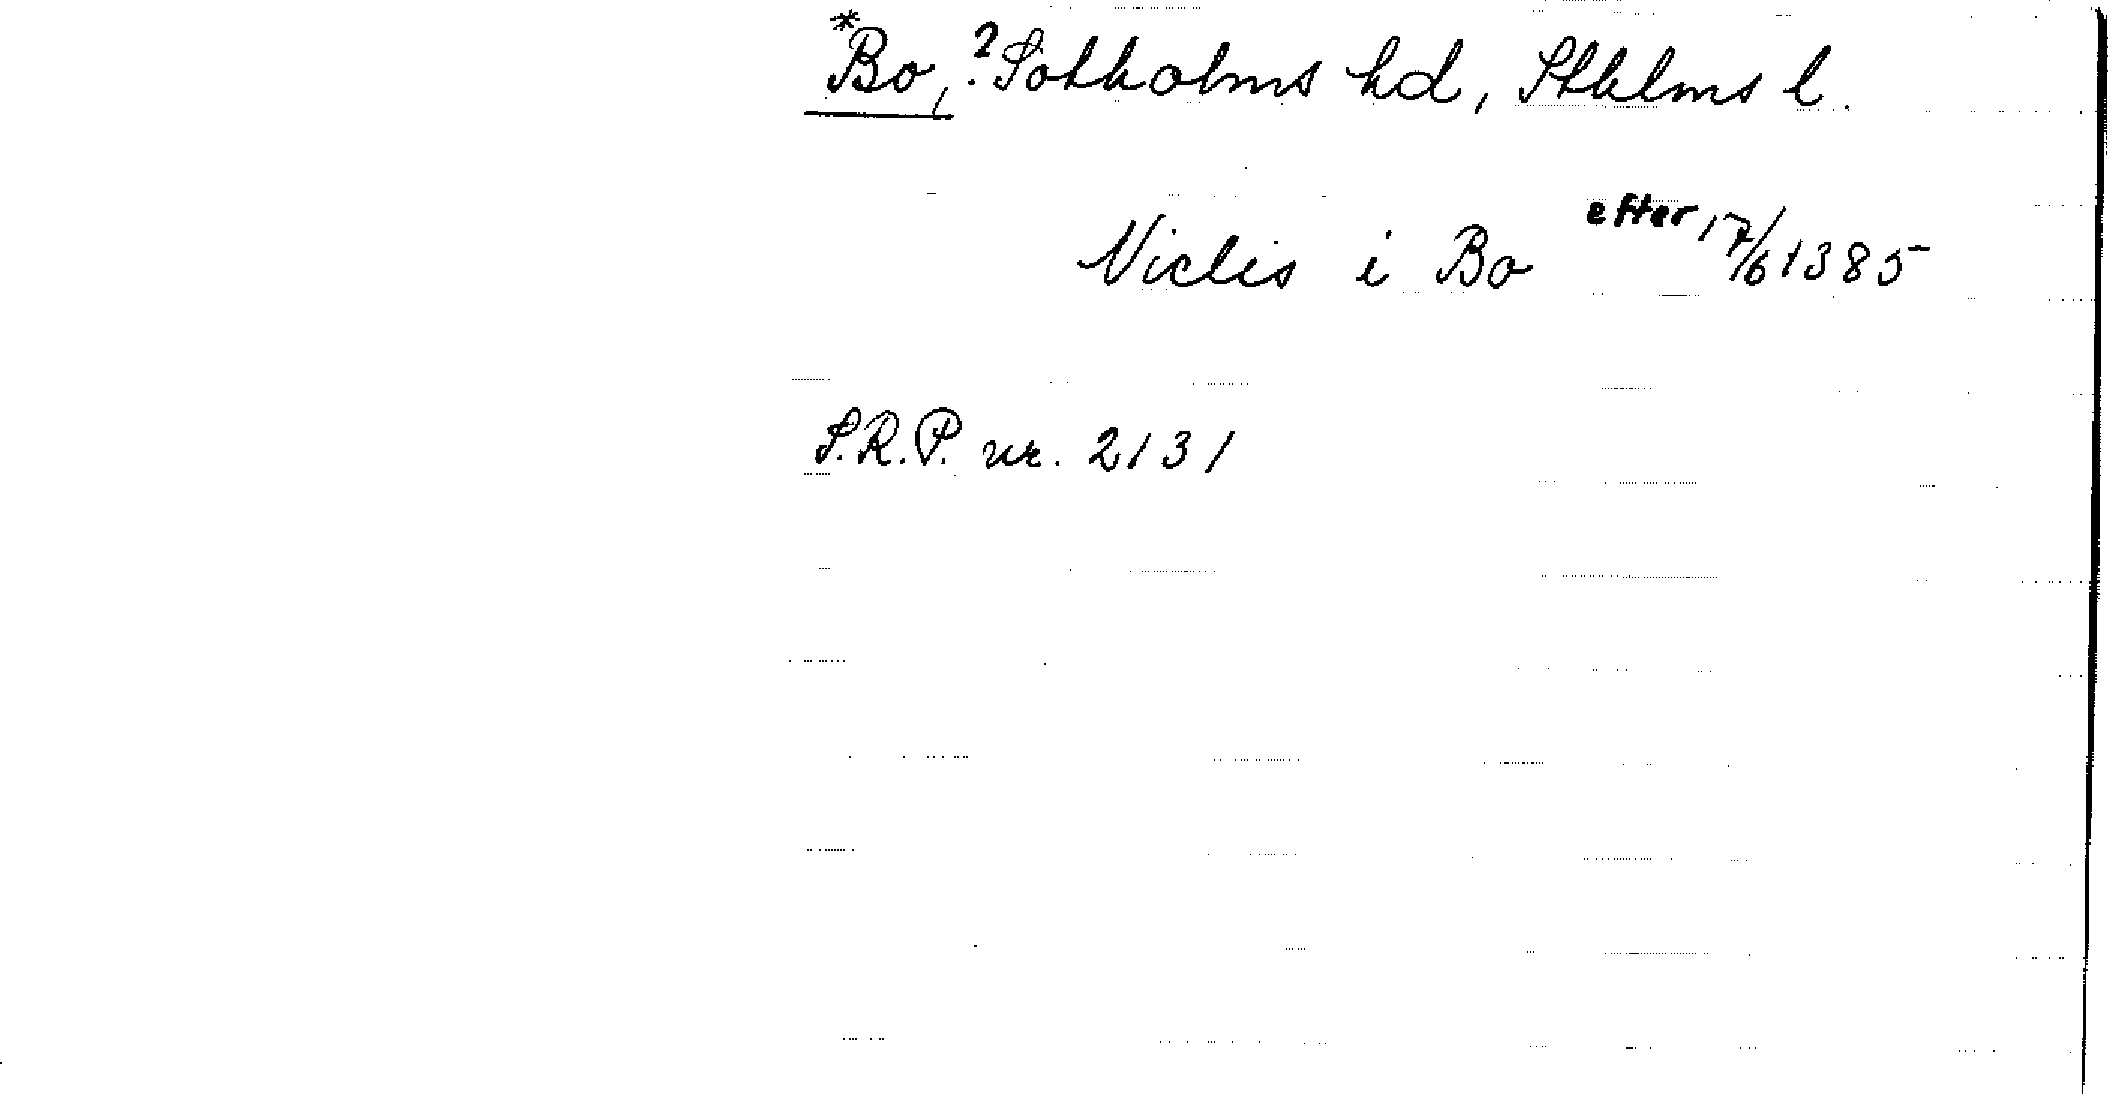 *Bo, ?Sotholms hd, Sthlms l.
Niclis i Bo efter 17/6 1385
S.R.P. nr. 2131